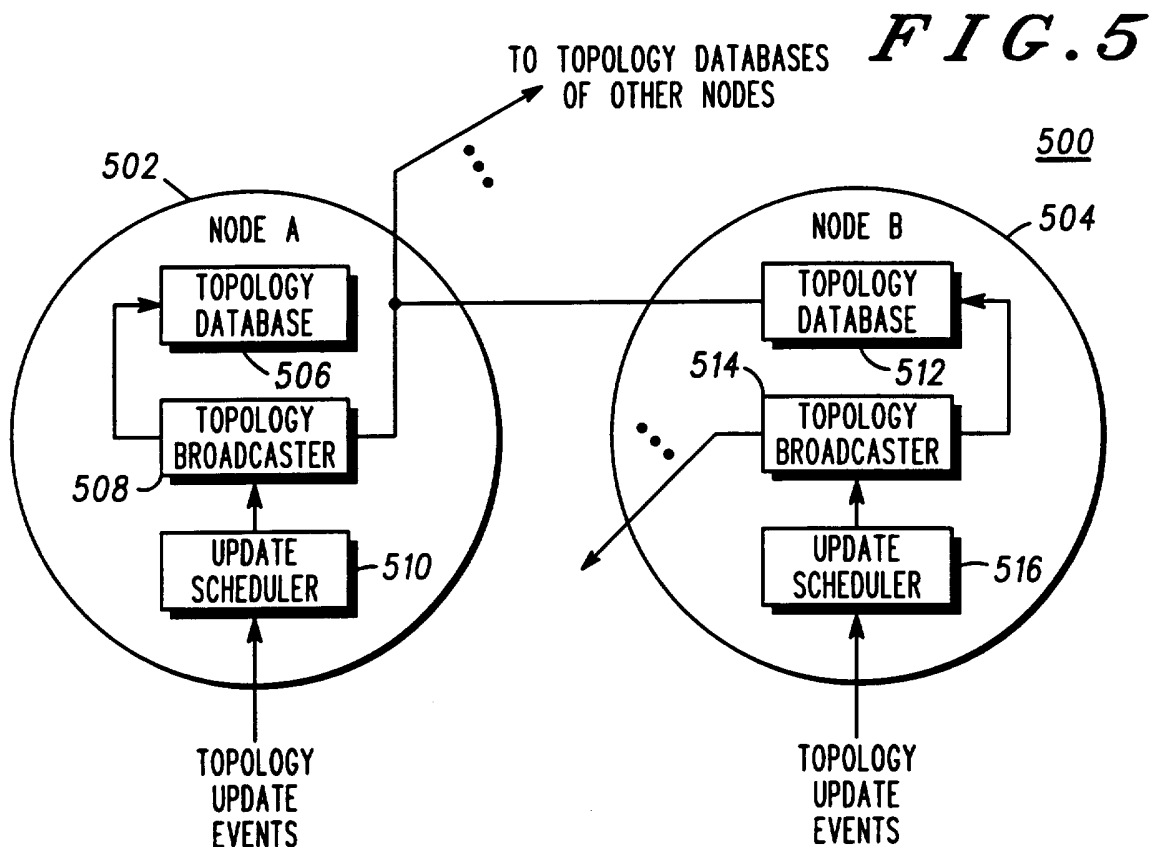 FIG.5
TO TOPOLOGY DATABASES
OF OTHER NODES
500
502
504
NODE A
NODE B
TOPOLOGY
DATABASE
506
TOPOLOGY
DATABASE
512
514
TOPOLOGY
BROADCASTER
508
TOPOLOGY
BROADCASTER
UPDATE
SCHEDULER
510
UPDATE
SCHEDULER
516
TOPOLOGY
UPDATE
EVENTS
TOPOLOGY
UPDATE
EVENTS